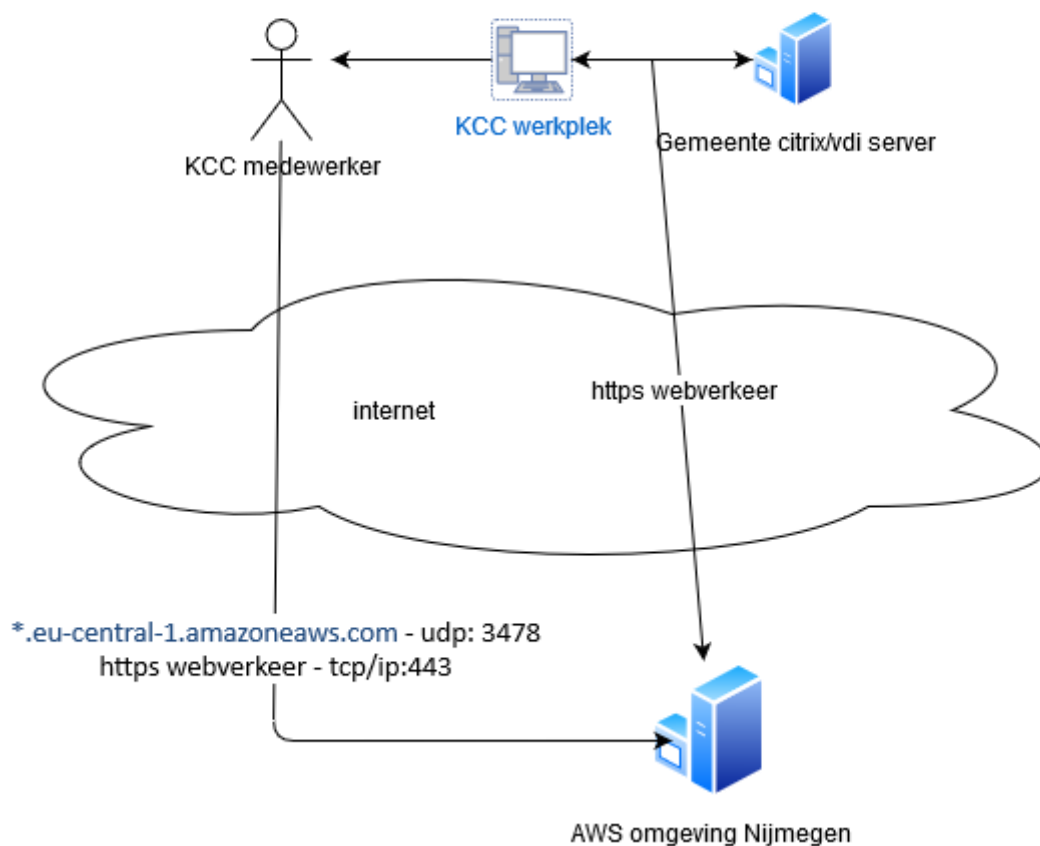 KCC werkplek
Gemeente citrix/vdi server
KCC medewerker
https webverkeer
internet
*.eu-central-1.amazoneaws.com - udp: 3478
https webverkeer - tcp/ip:443
AWS omgeving Nijmegen